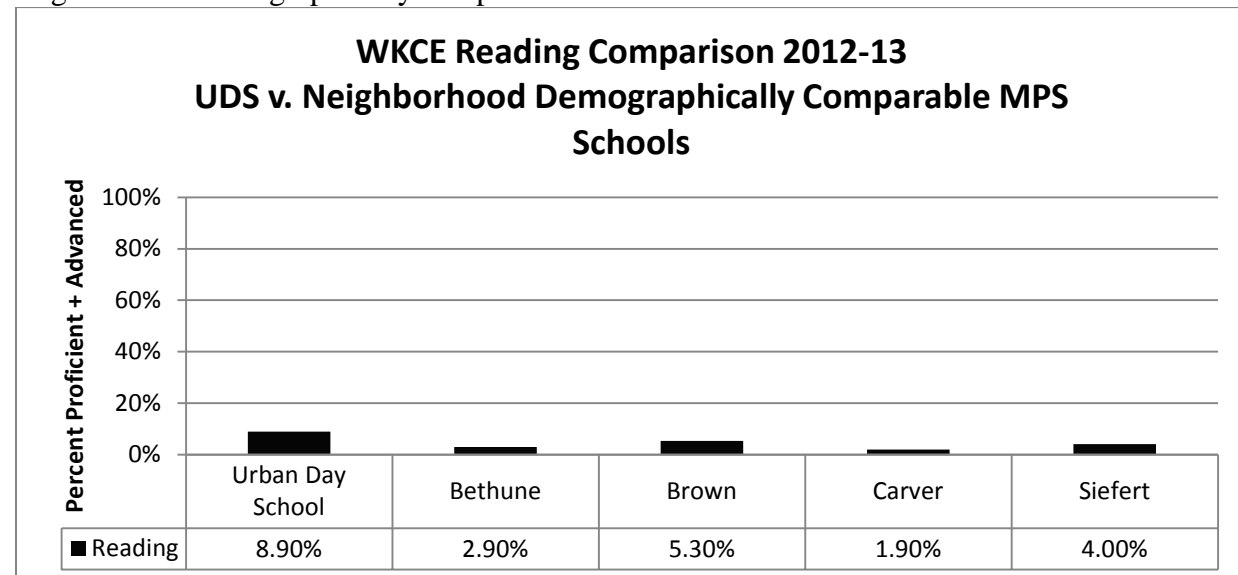 WKCE Reading Comparison 2012-13
UDS v. Neighborhood Demographically Comparable MPS
Schools
Percent Proficient + Advanced
100%
80%
60%
40%
20%
0%
Urban Day
School
Bethune
Brown
Carver
Siefert
Reading 8.90% 2.90% 5.30% 1.90% 4.00%